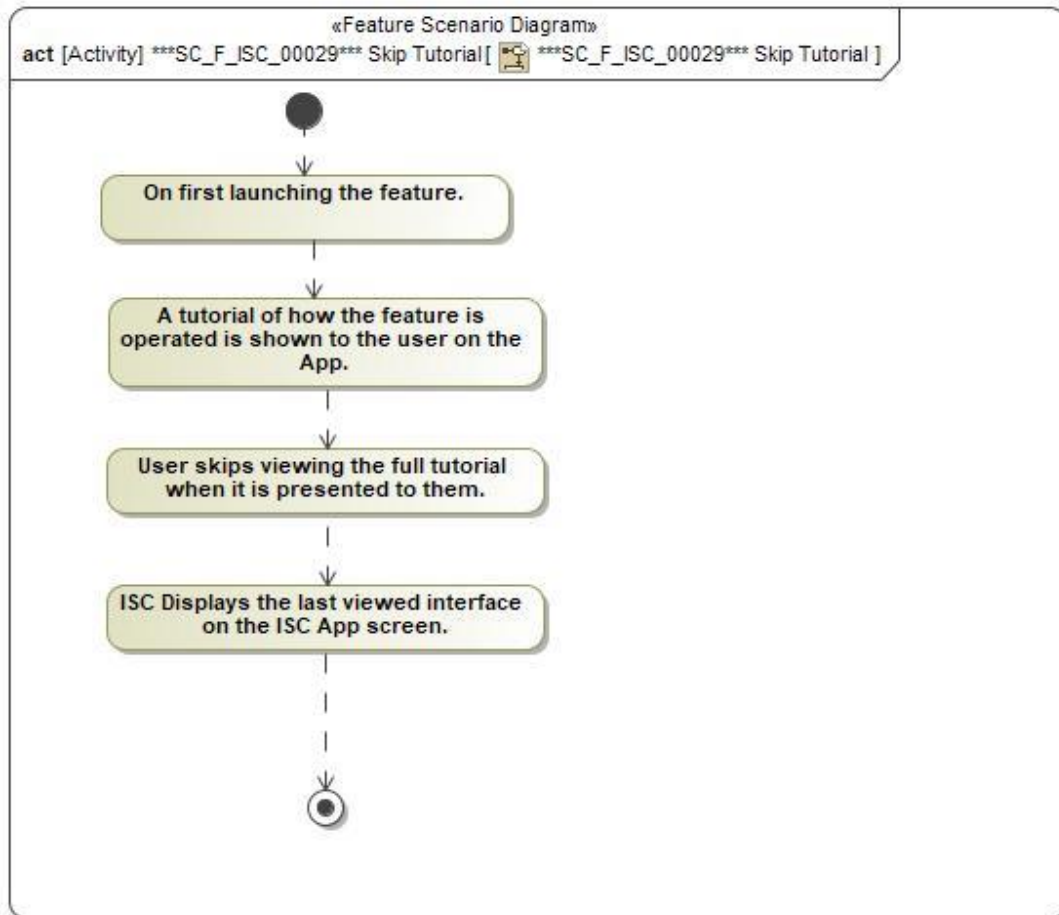 «Feature Scenario Diagram»
act [Activity] ***SC_F_ISC_00029*** Skip Tutorial[ ***SC_F_ISC_00029*** Skip Tutorial ]
On first launching the feature.
A tutorial of how the feature is
operated is shown to the user on the
App.
User skips viewing the full tutorial
when it is presented to them.
ISC Displays the last viewed interface
on the ISC App screen.